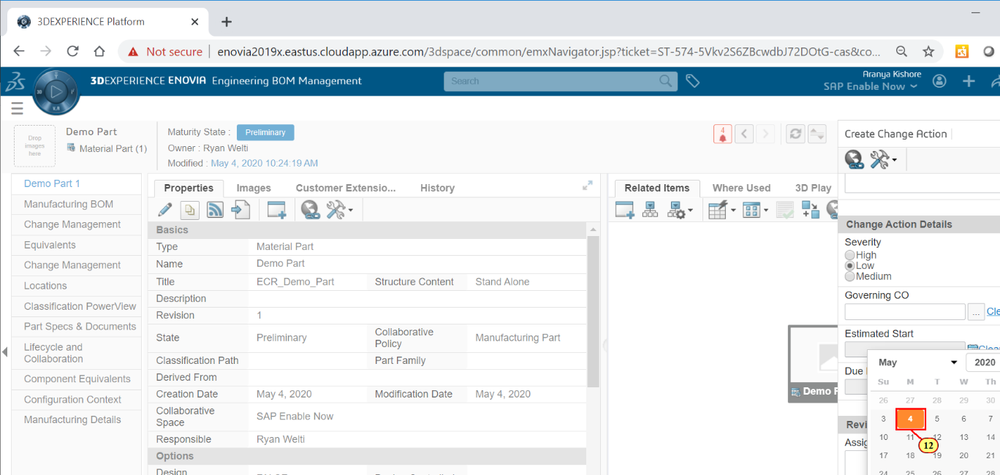 3DEXPERIENCE Platform
Not secure
enovia2019x.eastus.cloudapp.azure.com/3dspace/common/emxNavigator.jsp?ticket=ST-574-5Vkv2S6ZBcwdbJ72DOtG-cas&co...
3DEXPERIENCE ENOVIA Engineering BOM Management
Search
Aranya Kishore
SAP Enable Now
3D
V.R
Drop images here
Demo Part
Material Part (1)
Maturity State : Preliminary
Owner : Ryan Welti
Modified : May 4, 2020 10:24:19 AM
4
Demo Part 1
Manufacturing BOM
Change Management
Equivalents
Change Management
Locations
Classification PowerView
Part Specs & Documents
Lifecycle and
Collaboration
Component Equivalents
Configuration Context
Manufacturing Details
Properties Images Customer Extensio... History
Basics
Type Material Part
Name Demo Part
Title ECR_Demo_Part Structure Content Stand Alone
Description
Revision 1
State Preliminary Collaborative Policy Manufacturing Part
Classification Path Part Family
Derived From
Creation Date May 4, 2020 Modification Date May 4, 2020
Collaborative Space SAP Enable Now
Responsible Ryan Welti
Options
Design
Related Items Where Used 3D Play
Demo
Create Change Action
Change Action Details
Severity
High
Low
Medium
Governing CO
... Cle
Estimated Start
Clear
Due
Revi
Assig
May 2020
Su M T W Th
26 27 28 29 30
3 4 5 6 7
10 11 12 13 14
12
17 18 19 20 21
24 25 26 27 28